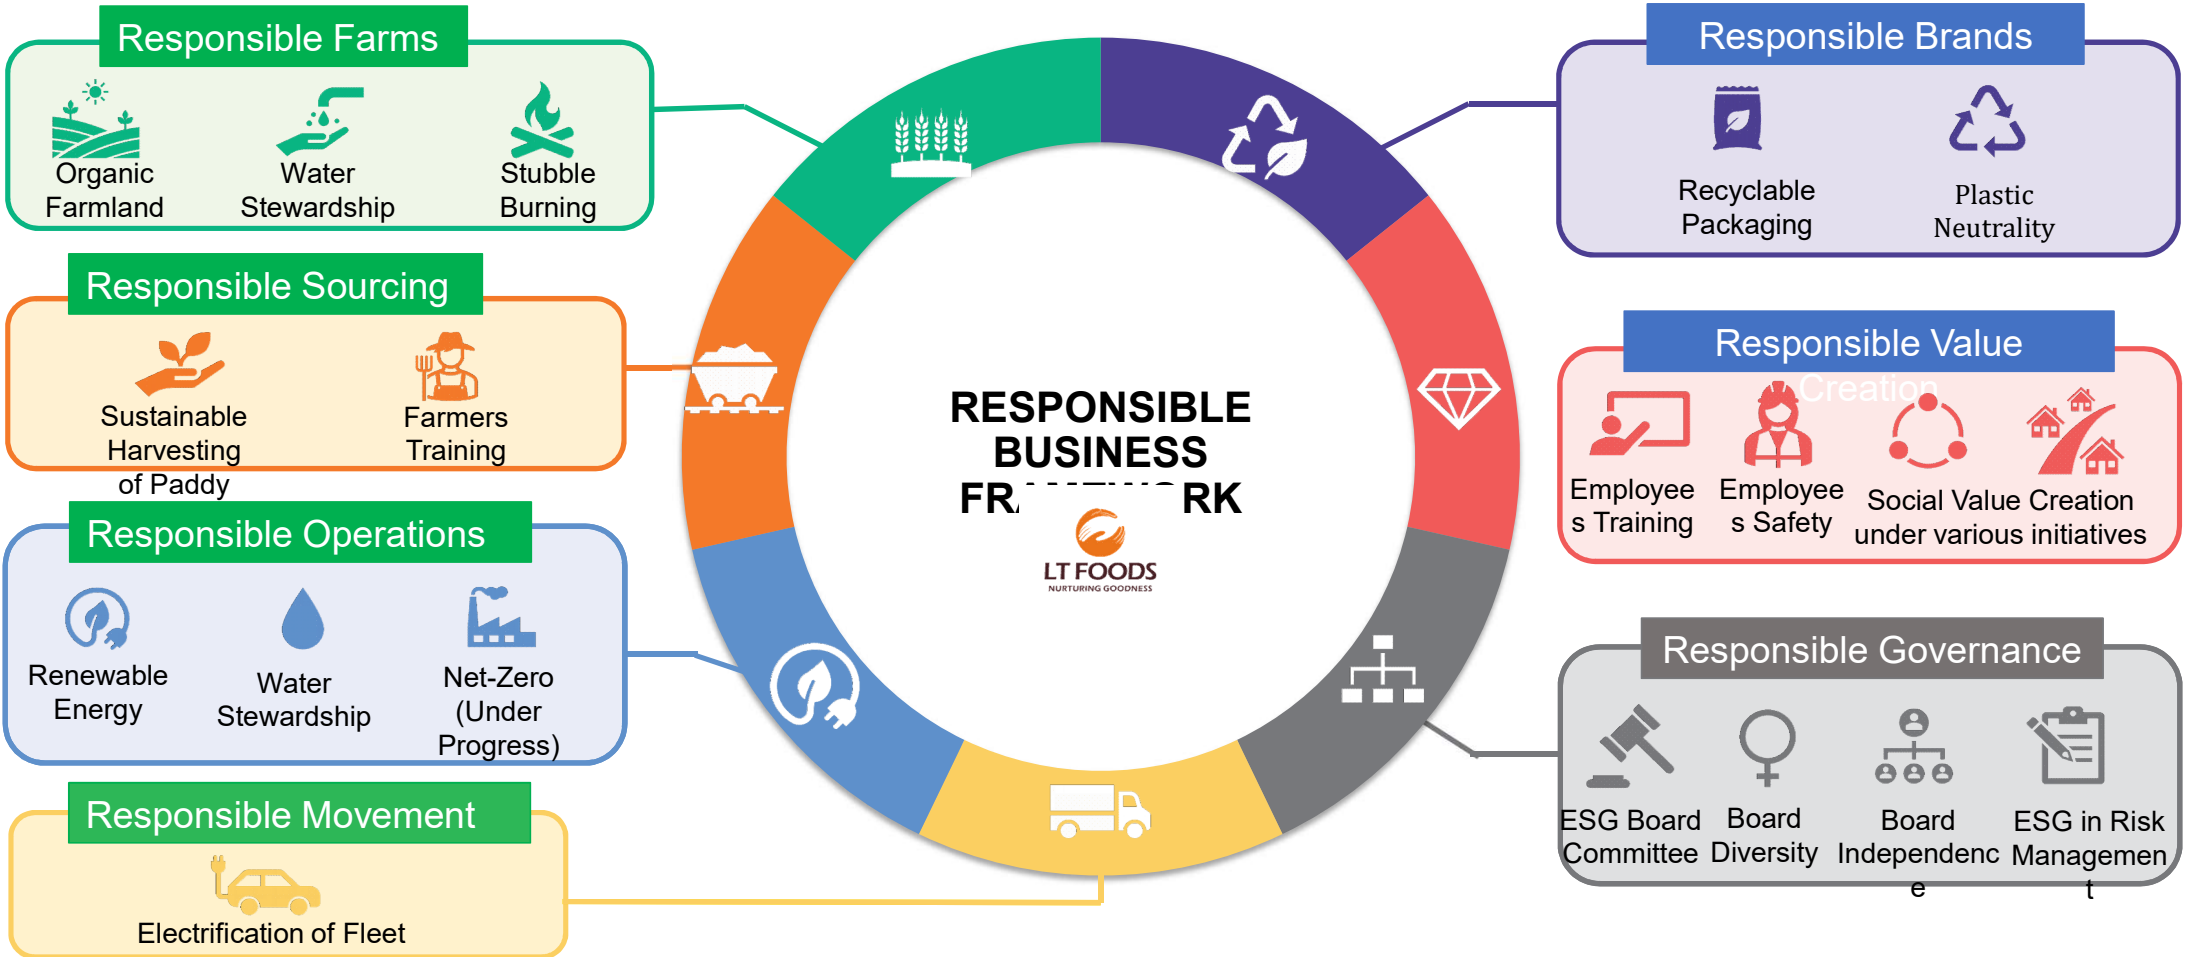 Responsible Farms
Organic
Farmland
Water
Stewardship
Stubble
Burning
Responsible Sourcing
Sustainable
Harvesting
of Paddy
Farmers
Training
Responsible Operations
Renewable
Energy
Water
Stewardship
Net-Zero
(Under
Progress)
Responsible Movement
Electrification of Fleet
RESPONSIBLE
BUSINESS
LT FOODS
NURTURING GOODNESS
Responsible Brands
Recyclable
Packaging
Plastic
Neutrality
Responsible Value
Creation
Employee
s Training
Employee
s Safety
Social Value Creation
under various initiatives
Responsible Governance
ESG Board
Committee
Board
Diversity
Board
Independenc
e
ESG in Risk
Managemen
t